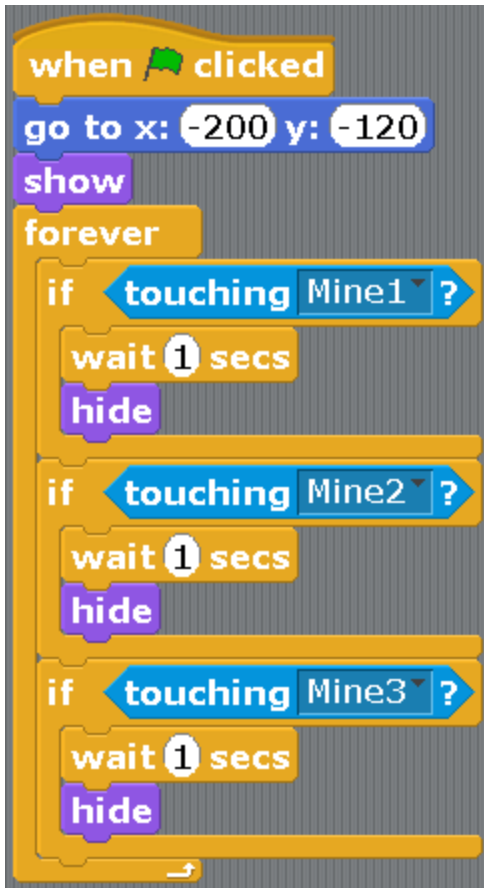 when clicked
go to x: -200 y: -120
show
forever
if touching Mine1 ?
wait 1 secs
hide
if touching Mine2 ?
wait 1 secs
hide
if touching Mine3 ?
wait 1 secs
hide